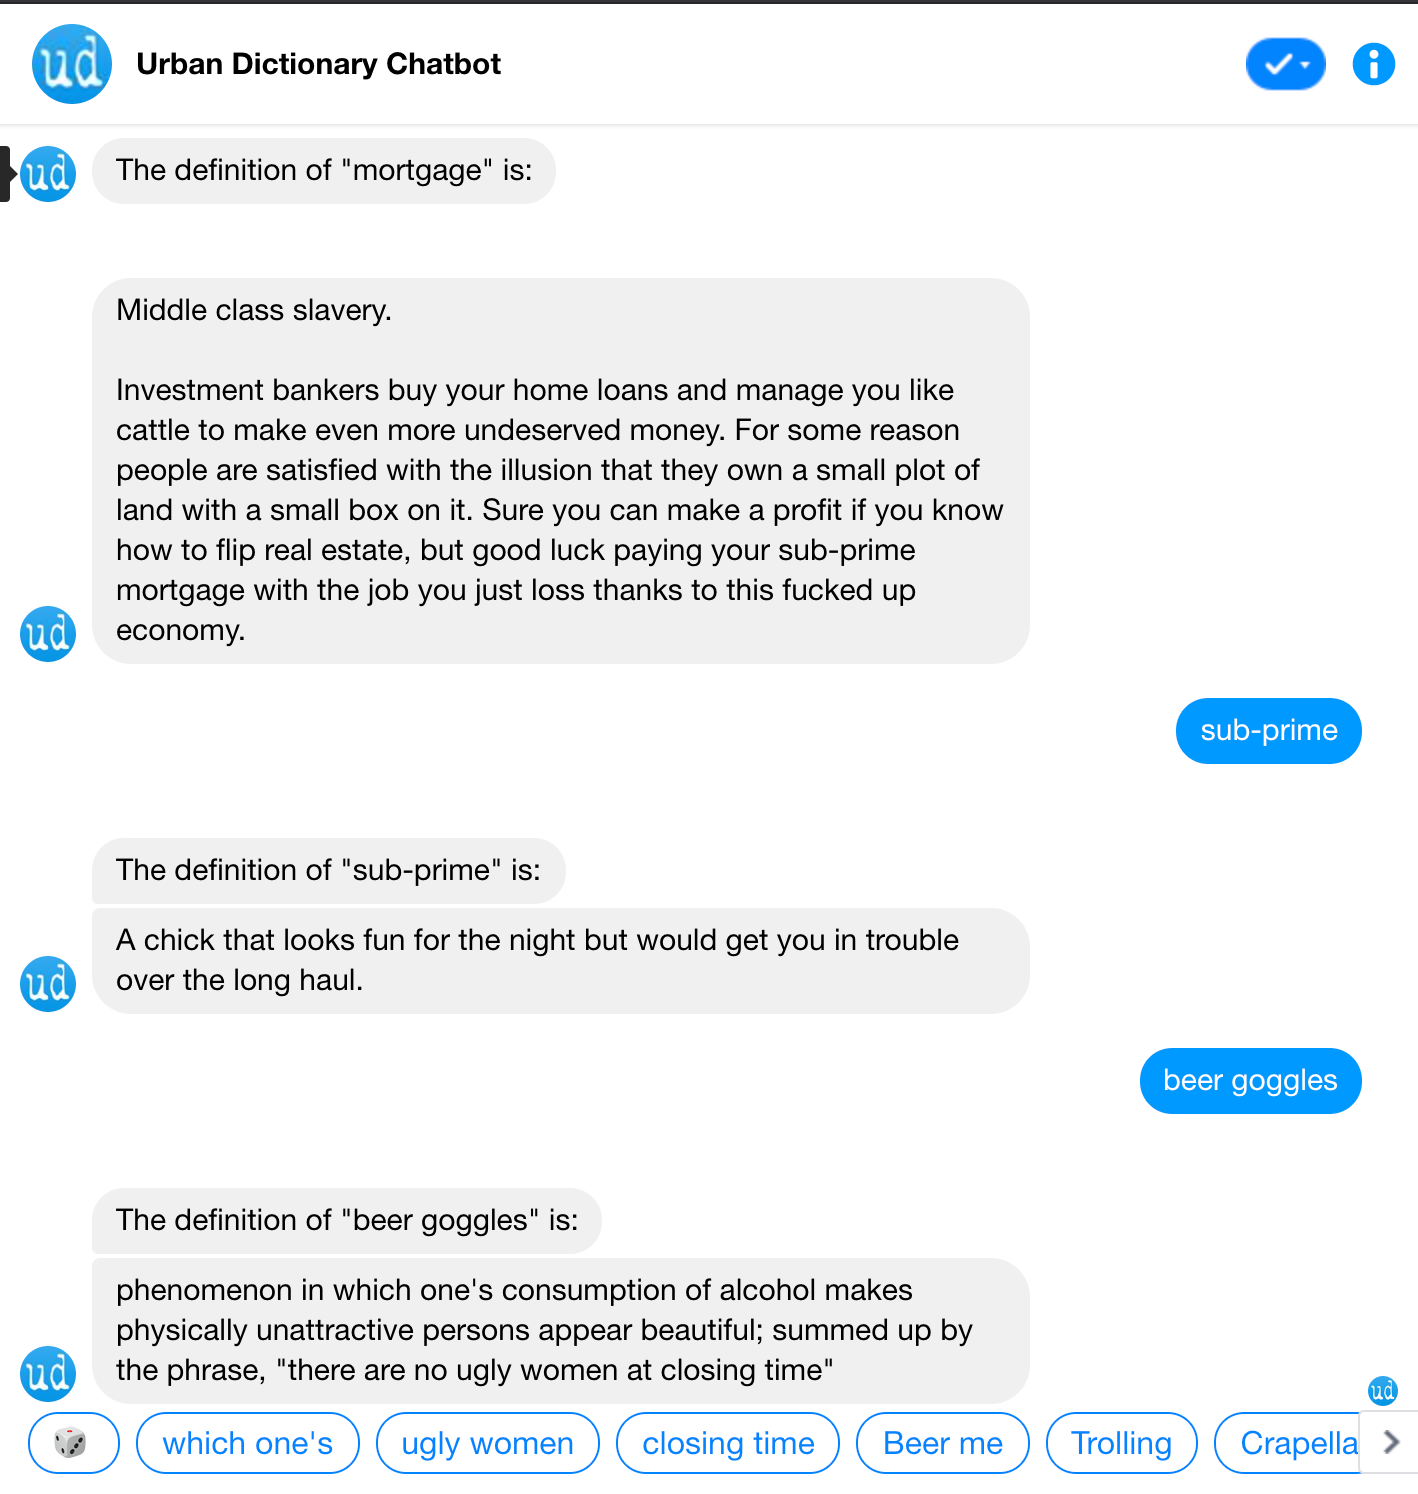 ud
Urban Dictionary Chatbot
ud
The definition of "mortgage" is:
Middle class slavery.
Investment bankers buy your home loans and manage you like
cattle to make even more undeserved money. For some reason
people are satisfied with the illusion that they own a small plot of
land with a small box on it. Sure you can make a profit if you know
how to flip real estate, but good luck paying your sub-prime
mortgage with the job you just loss thanks to this fucked up
economy.
ud
sub-prime
The definition of "sub-prime" is:
A chick that looks fun for the night but would get you in trouble
over the long haul.
ud
beer goggles
The definition of "beer goggles" is:
phenomenon in which one's consumption of alcohol makes
physically unattractive persons appear beautiful; summed up by
the phrase, "there are no ugly women at closing time"
ud
ud
which one's
ugly women
closing time
Beer me
Trolling
Crapella